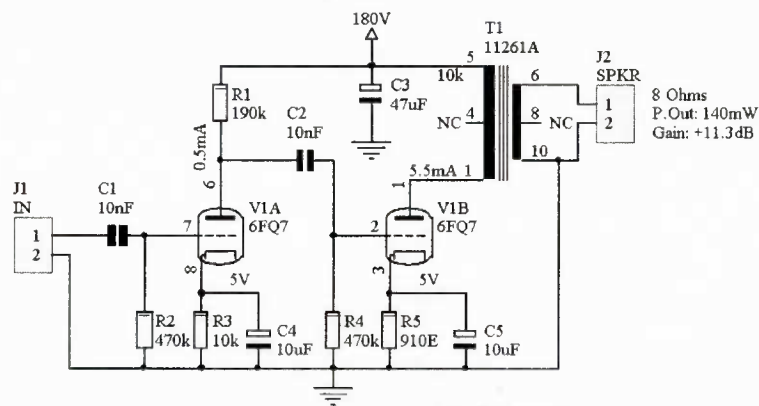 180V
T1
11261A
J2
SPKR
5
10k
6
R1
190k
C3
47uF
C2
10nF
4
NC
8
NC
1
2
8 Ohms
P.Out: 140mW
Gain: +11.3dB
0.5mA
10
5.5mA
1
1
6
J1
IN
C1
10nF
V1A
6FQ7
V1B
6FQ7
1
2
7
2
8
5V
3
5V
R2
470k
R3
10k
C4
10uF
R4
470k
R5
910E
C5
10uF